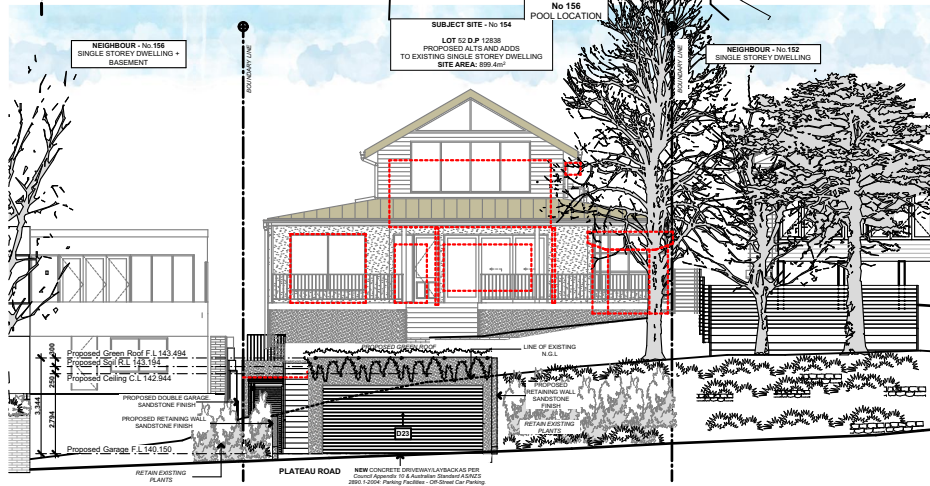 No 156
POOL LOCATION
SUBJECT SITE - No 154
LOT 52 D.P 12838
PROPOSED ALTS AND ADDS
TO EXISTING SINGLE STOREY DWELLING
SITE AREA: 899.4m²
NEIGHBOUR - No.156
SINGLE STOREY DWELLING +
BASEMENT
BOUNDARY LINE
BOUNDARY LINE
NEIGHBOUR - No.152
SINGLE STOREY DWELLING
PROPOSED GREEN ROOF
LINE OF EXISTING
N.G.L
Proposed Green Roof F.L 143.494
Proposed Soil R.L 143.194
Proposed Ceiling C.L 142.944
300
250
3,344
2,794
PROPOSED DOUBLE GARAGE
SANDSTONE FINISH
PROPOSED RETAINING WALL
SANDSTONE FINISH
PROPOSED
RETAINING WALL
SANDSTONE
FINISH
RETAIN EXISTING
PLANTS
D23
Proposed Garage F.L 140.150
RETAIN EXISTING
PLANTS
PLATEAU ROAD
NEW CONCRETE DRIVEWAY/LAYBACKAS PER
Council Appendix 10 & Australian Standard AS/NZS
2890.1-2004: Parking Facilities - Off-Street Car Parking.